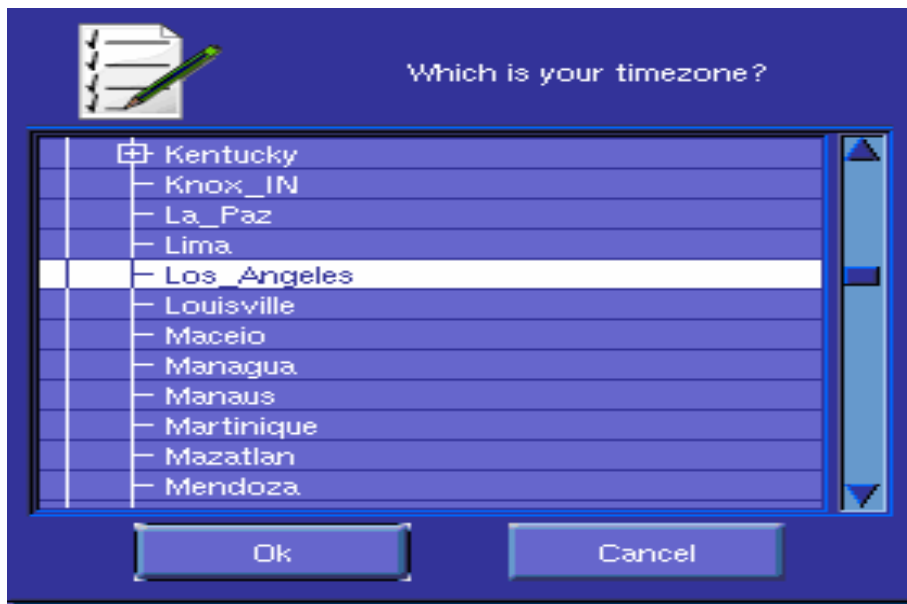 Which is your timezone?
Kentucky
Knox_IN
La_Paz
Lima
Los_Angeles
Louisville
Maceio
Managua
Manaus
Martinique
Mazatlan
Mendoza
Ok
Cancel